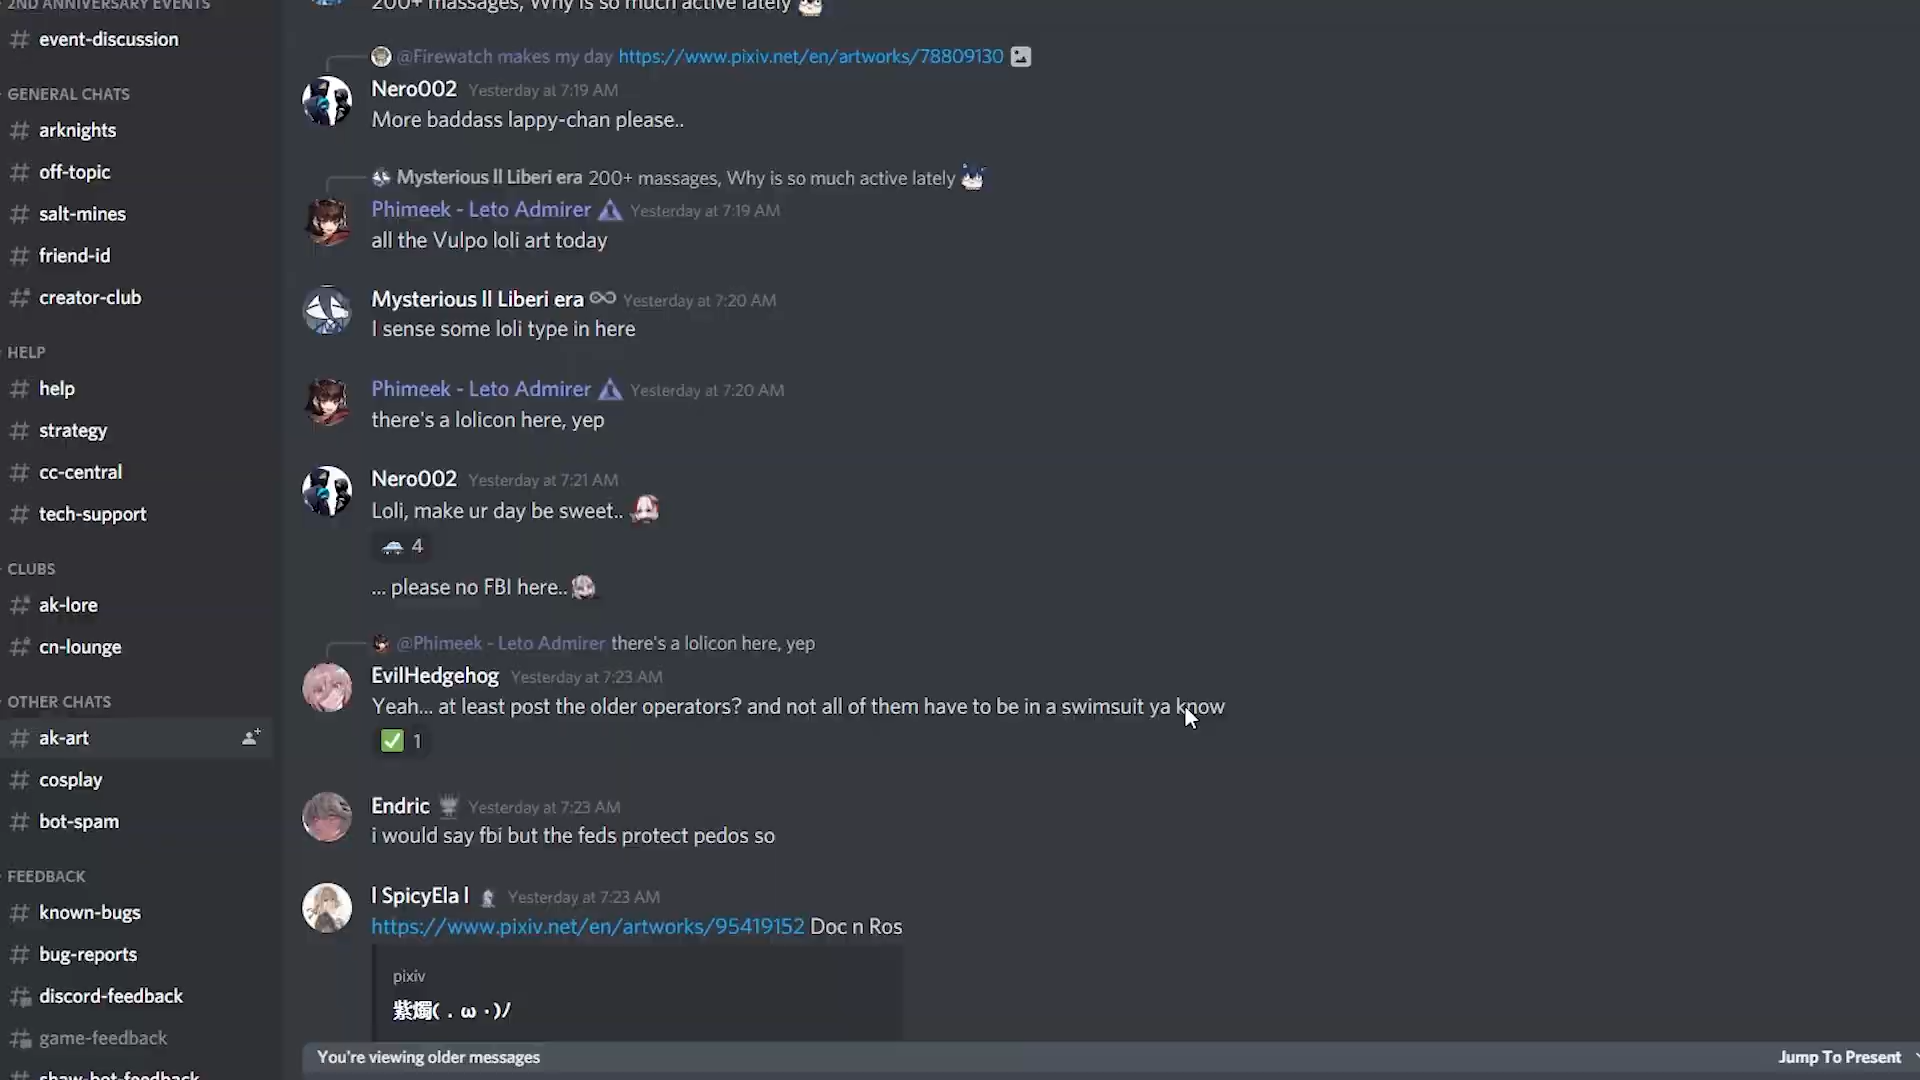 2ND ANNIVERSARY EVENTS
# event-discussion
GENERAL CHATS
# arknights
# off-topic
# salt-mines
# friend-id
# creator-club
HELP
# help
# strategy
# cc-central
# tech-support
CLUBS
# ak-lore
# cn-lounge
OTHER CHATS
# ak-art
# cosplay
# bot-spam
FEEDBACK
# known-bugs
# bug-reports
# discord-feedback
# game-feedback
shaw-bot-feedback
200+ massages, Why is so much active lately
@Firewatch makes my day https://www.pixiv.net/en/artworks/78809130
Nero002 Yesterday at 7:19 AM
More baddass lappy-chan please..
Mysterious ll Liberi era 200+ massages, Why is so much active lately
Phimeek - Leto Admirer Yesterday at 7:19 AM
all the Vulpo loli art today
Mysterious ll Liberi era Yesterday at 7:20 AM
I sense some loli type in here
Phimeek - Leto Admirer Yesterday at 7:20 AM
there's a lolicon here, yep
Nero002 Yesterday at 7:21 AM
Loli, make ur day be sweet..
4
... please no FBI here..
@Phimeek - Leto Admirer there's a lolicon here, yep
EvilHedgehog Yesterday at 7:23 AM
Yeah... at least post the older operators? and not all of them have to be in a swimsuit ya know
1
Endric Yesterday at 7:23 AM
i would say fbi but the feds protect pedos so
l SpicyEla l Yesterday at 7:23 AM
https://www.pixiv.net/en/artworks/95419152 Doc n Ros
pixiv
紫燭( . ω ·)ﾉ
You're viewing older messages
Jump To Present